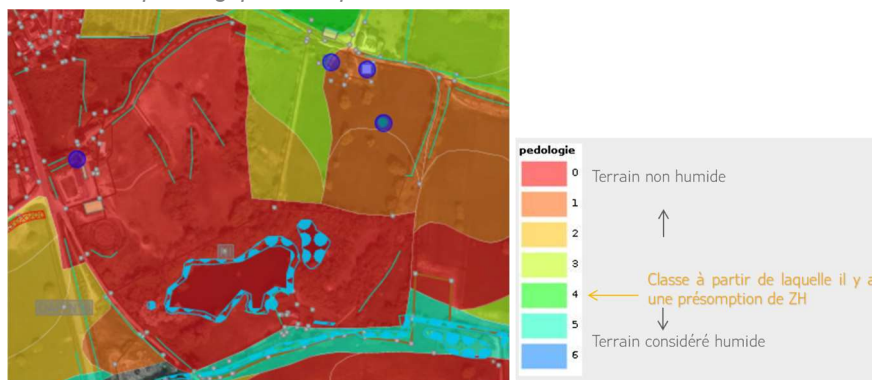 pedologie
0 Terrain non humide
1
2
3
4
Classe à partir de laquelle il y a
une présomption de ZH
5
Terrain considéré humide
6